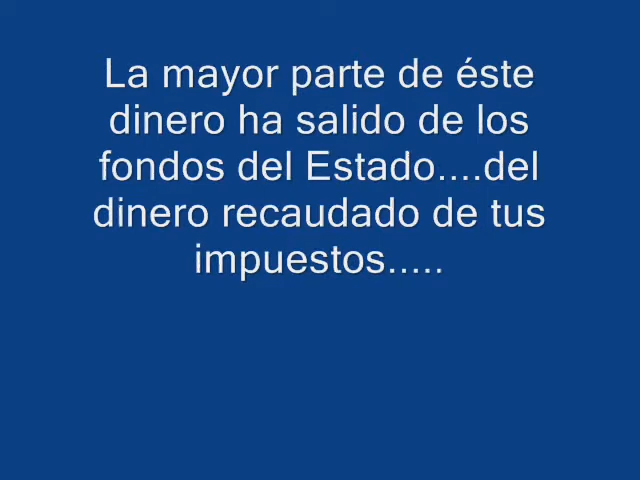 La mayor parte de éste
dinero ha salido de los
fondos del Estado....del
dinero recaudado de tus
impuestos.....